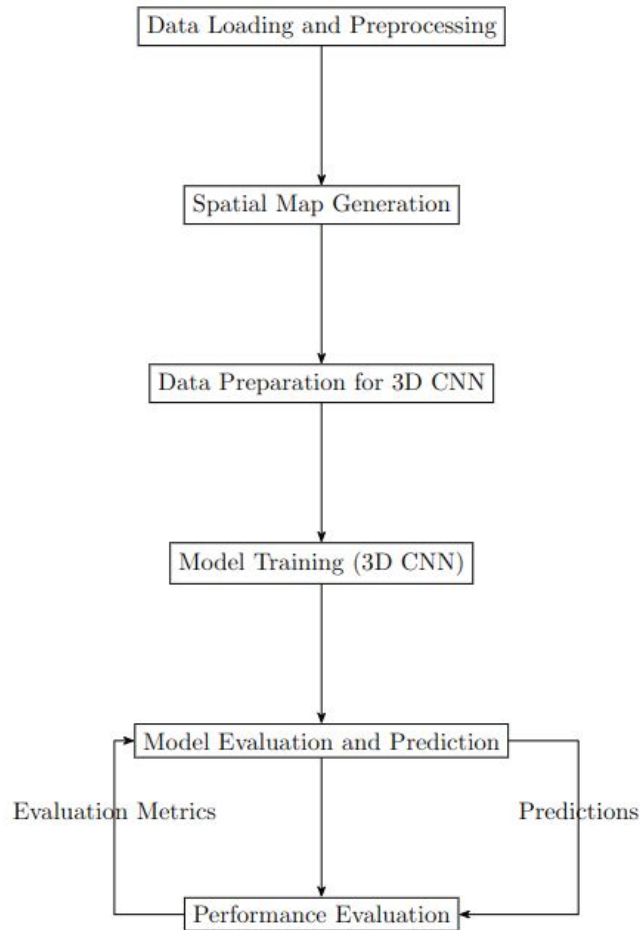 Data Loading and Preprocessing
Spatial Map Generation
Data Preparation for 3D CNN
Model Training (3D CNN)
Model Evaluation and Prediction
Evaluation Metrics
Predictions
Performance Evaluation